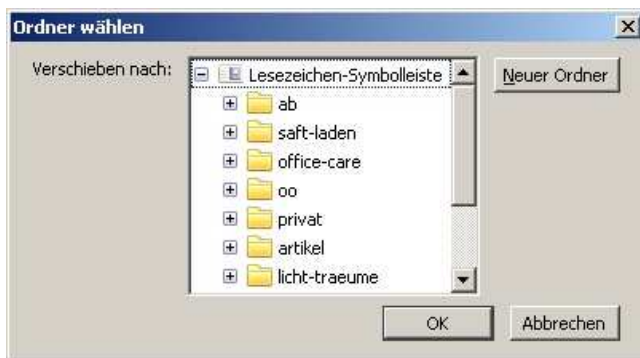 Ordner wählen
Verschieben nach:
Lesezeichen-Symbolleiste
Neuer Ordner
ab
saft-laden
office-care
oo
privat
artikel
licht-traeume
OK
Abbrechen